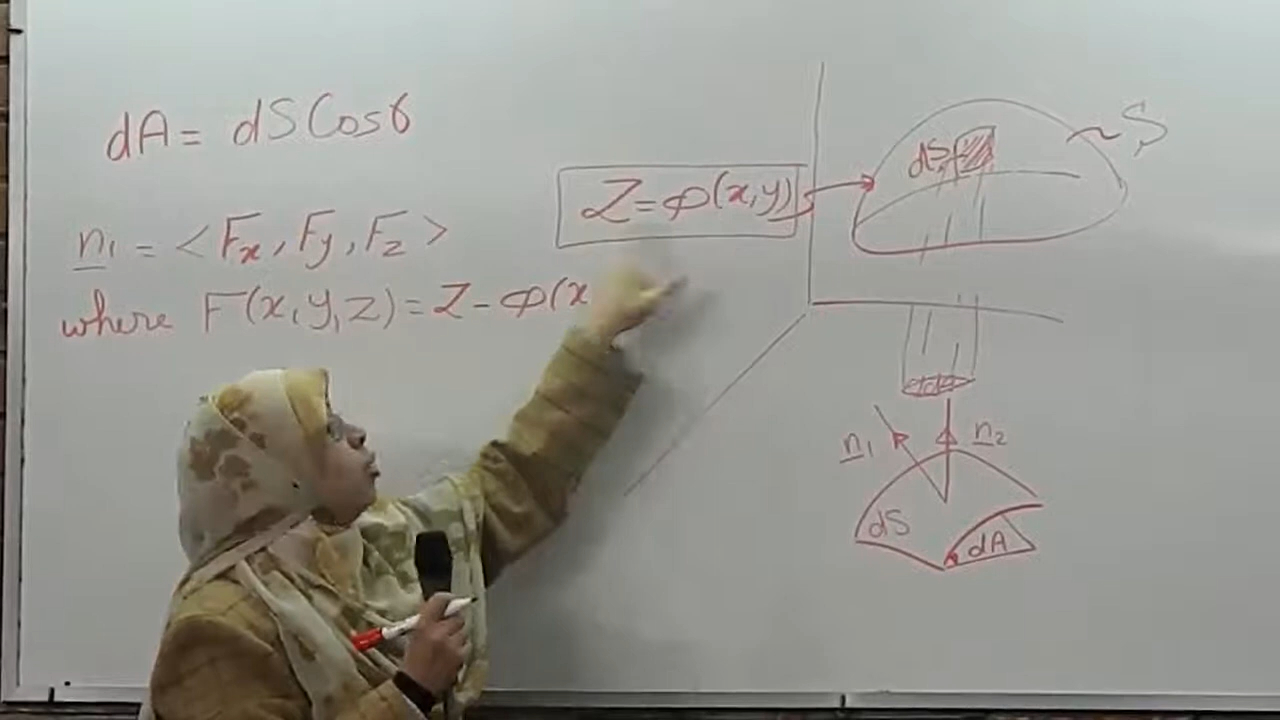 dA = dS Cosθ
n₁ = <Fx, Fy, Fz>
where F(x,y,z) = Z - φ(x
Z = φ(x,y)
S
dS
n₁
n₂
dS
dA